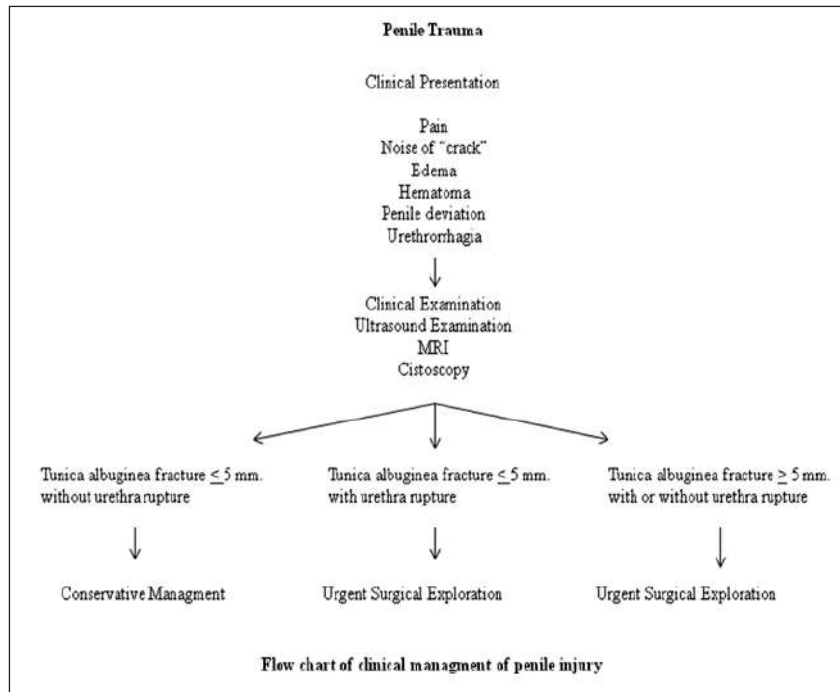 Penile Trauma
Clinical Presentation
Pain
Noise of “crack”
Edema
Hematoma
Penile deviation
Urethrorrhagia
Clinical Examination
Ultrasound Examination
MRI
Cistoscopy
Tunica albuginea fracture ≤ 5 mm.
without urethra rupture
Tunica albuginea fracture ≤ 5 mm.
with urethra rupture
Tunica albuginea fracture ≥ 5 mm.
with or without urethra rupture
Conservative Managment
Urgent Surgical Exploration
Urgent Surgical Exploration
Flow chart of clinical managment of penile injury